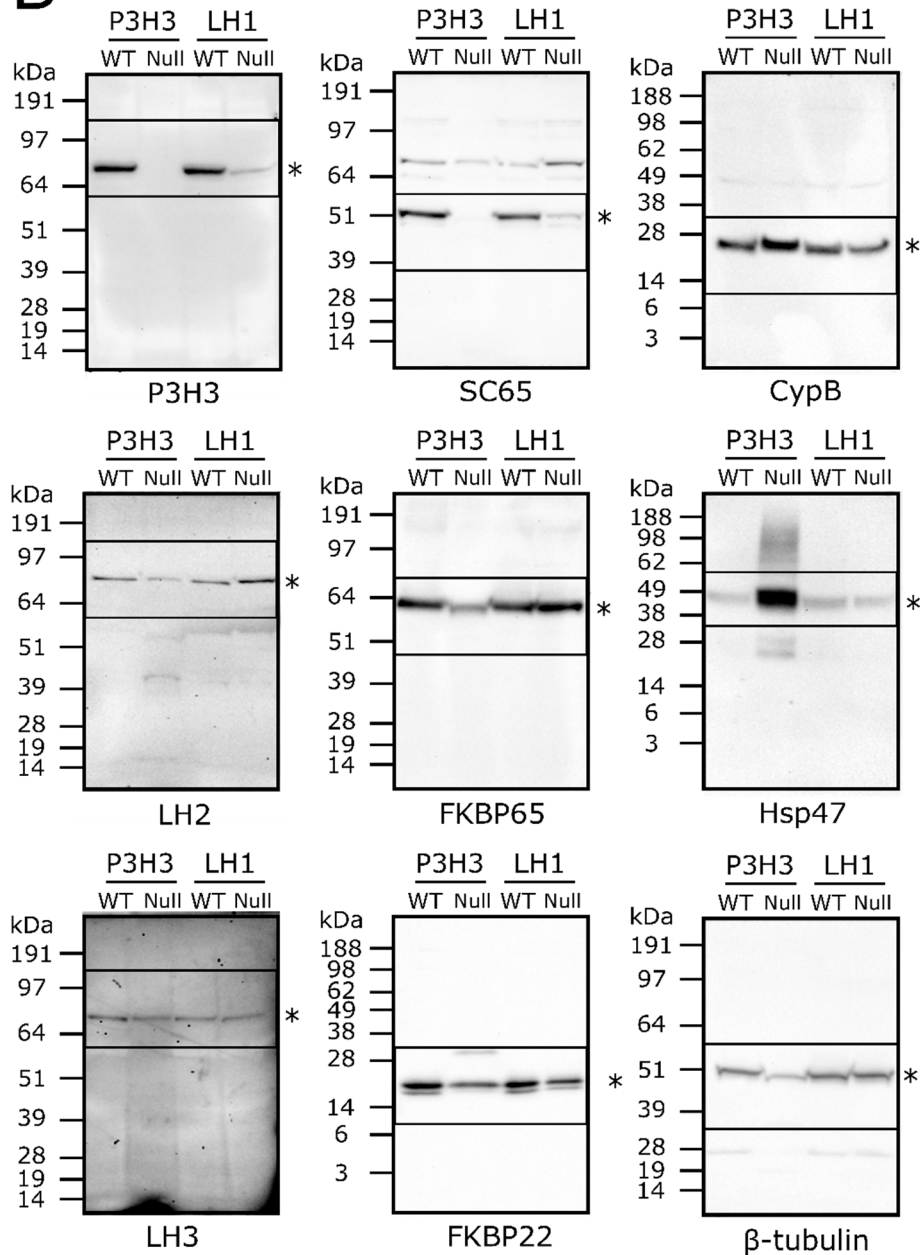 D
P3H3 LH1
WT Null WT Null
kDa
191
97
64
51
39
28
19
14
*
P3H3
P3H3 LH1
WT Null WT Null
kDa
191
97
64
51
39
28
19
14
*
SC65
P3H3 LH1
WT Null WT Null
kDa
188
98
62
49
38
28
14
6
3
*
CypB
P3H3 LH1
WT Null WT Null
kDa
191
97
64
51
39
28
19
14
*
LH2
P3H3 LH1
WT Null WT Null
kDa
191
97
64
51
39
28
19
14
*
FKBP65
P3H3 LH1
WT Null WT Null
kDa
188
98
62
49
38
28
14
6
3
*
Hsp47
P3H3 LH1
WT Null WT Null
kDa
191
97
64
51
39
28
19
14
*
LH3
P3H3 LH1
WT Null WT Null
kDa
188
98
62
49
38
28
14
6
3
*
FKBP22
P3H3 LH1
WT Null WT Null
kDa
191
97
64
51
39
28
19
14
*
β-tubulin